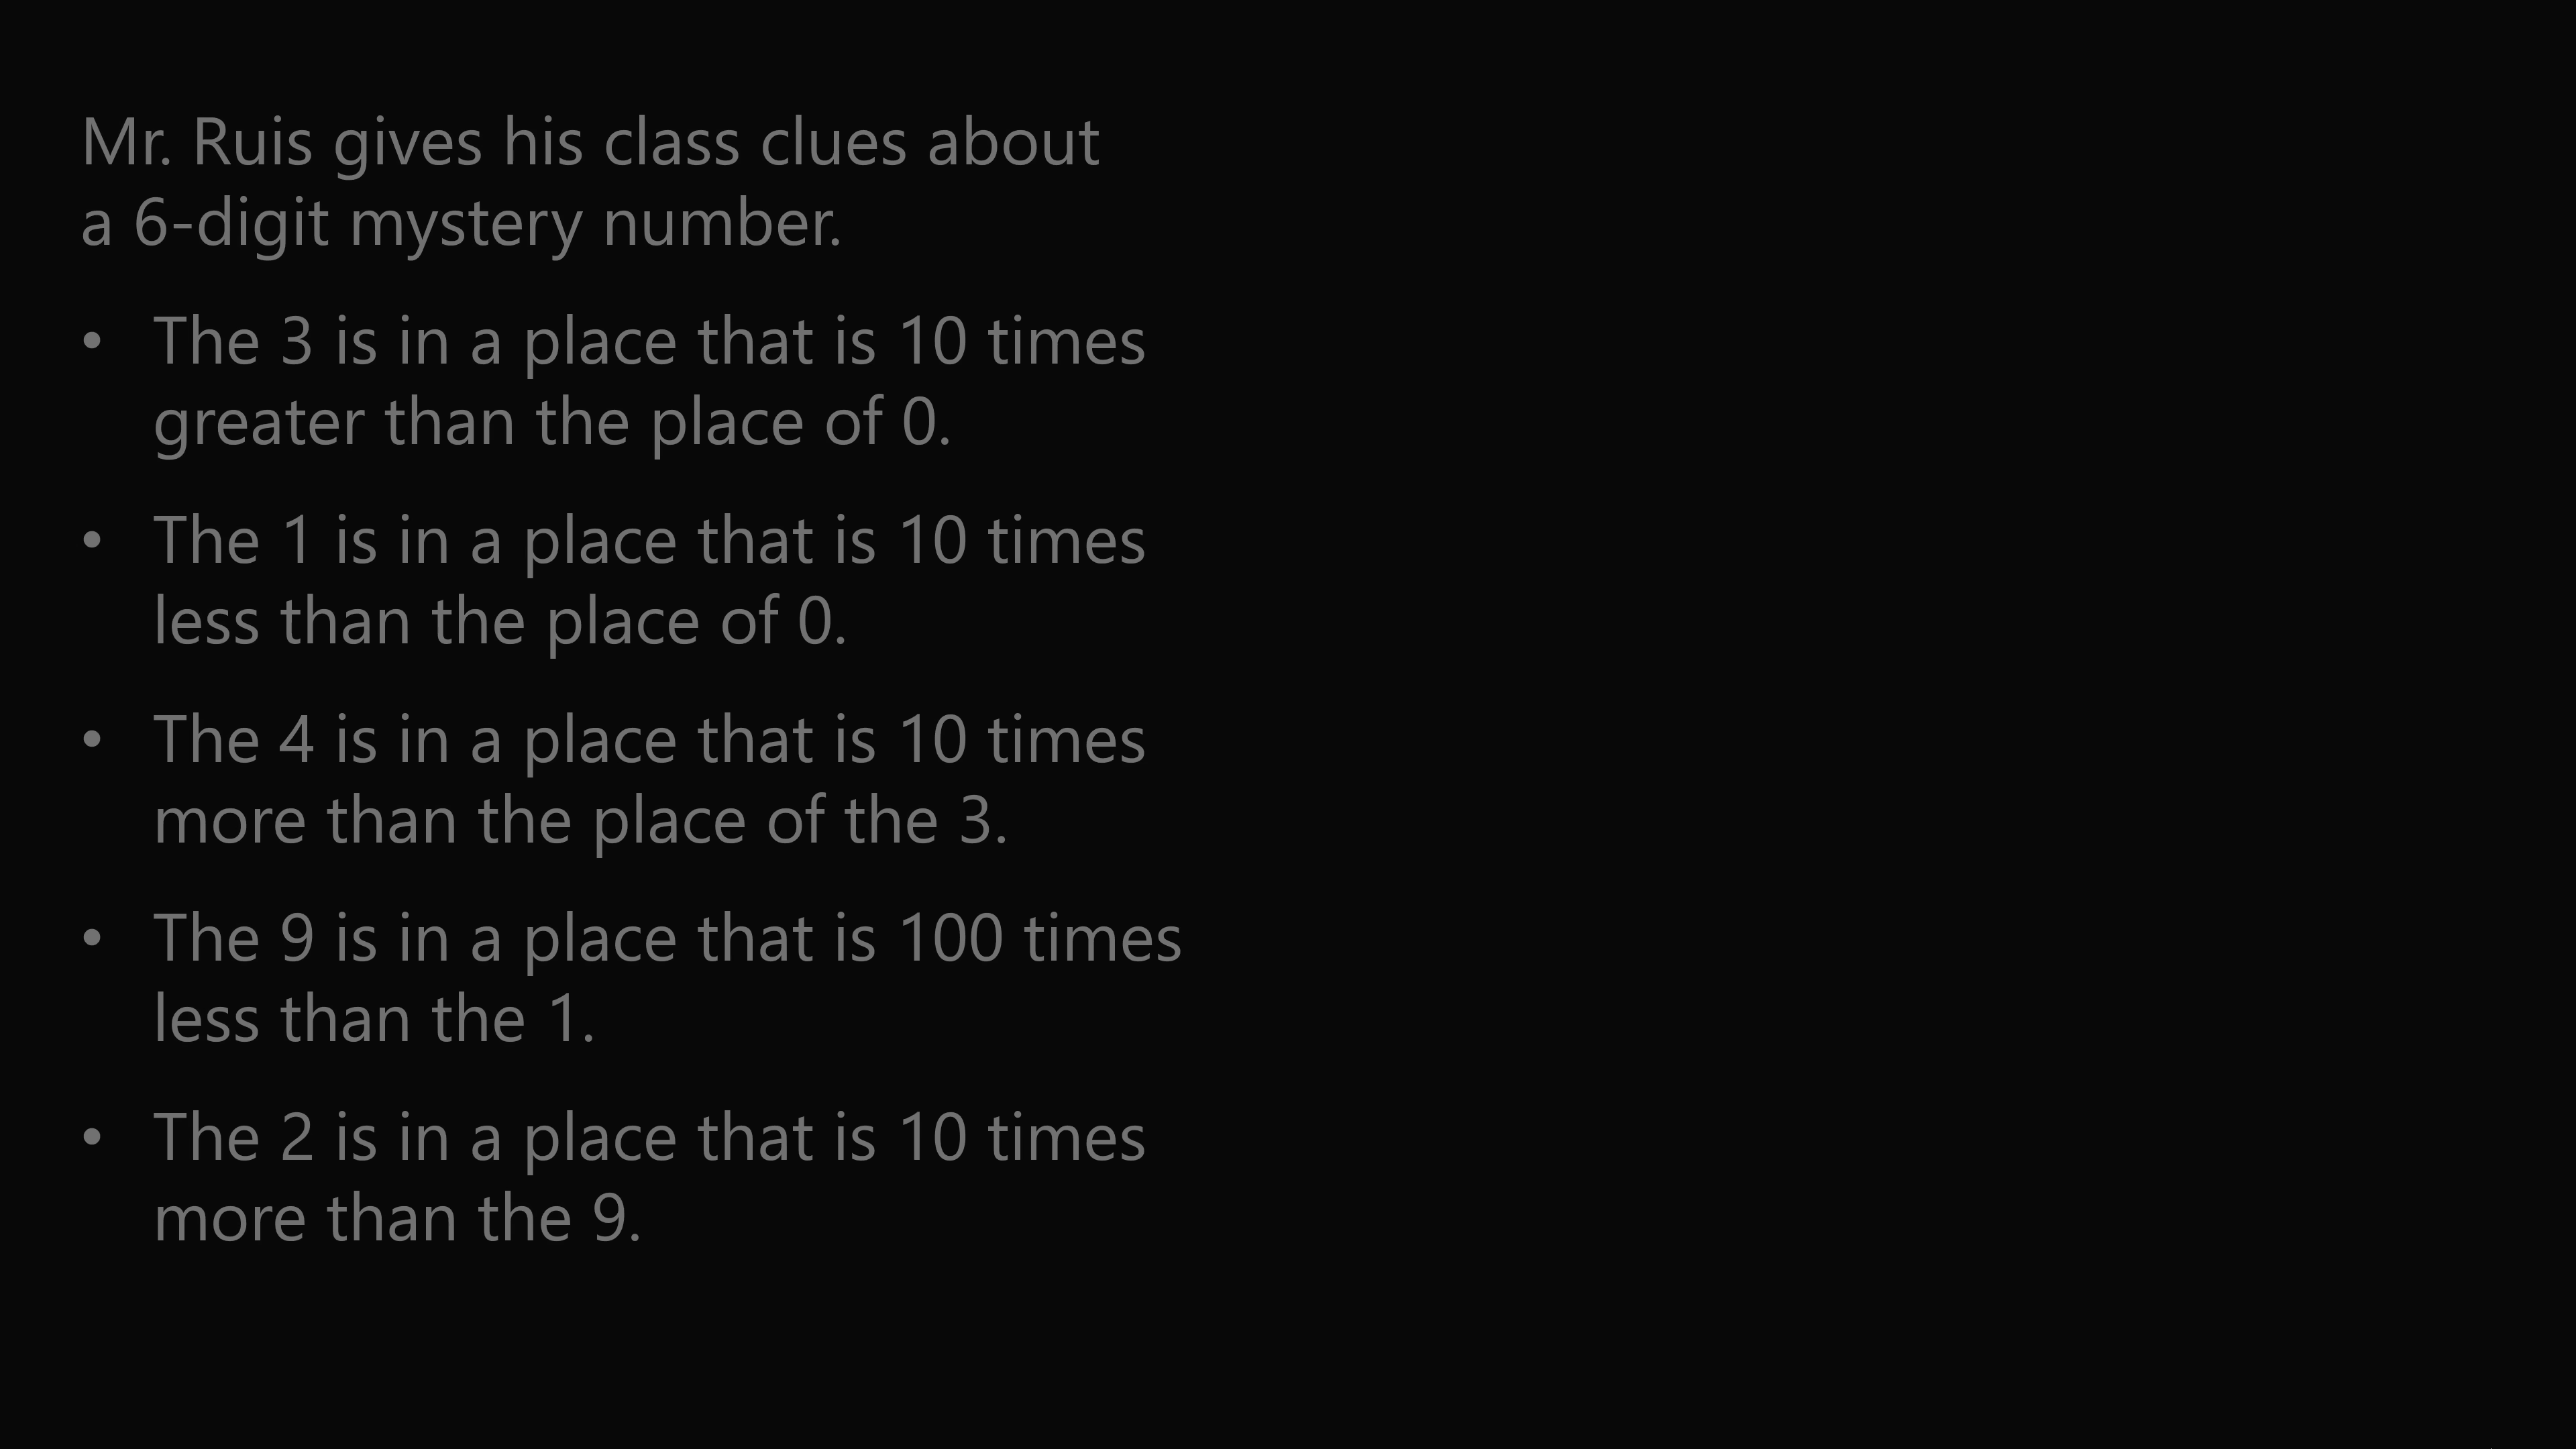 Mr. Ruis gives his class clues about
a 6-digit mystery number.
• The 3 is in a place that is 10 times
greater than the place of 0.
• The 1 is in a place that is 10 times
less than the place of 0.
• The 4 is in a place that is 10 times
more than the place of the 3.
• The 9 is in a place that is 100 times
less than the 1.
• The 2 is in a place that is 10 times
more than the 9.